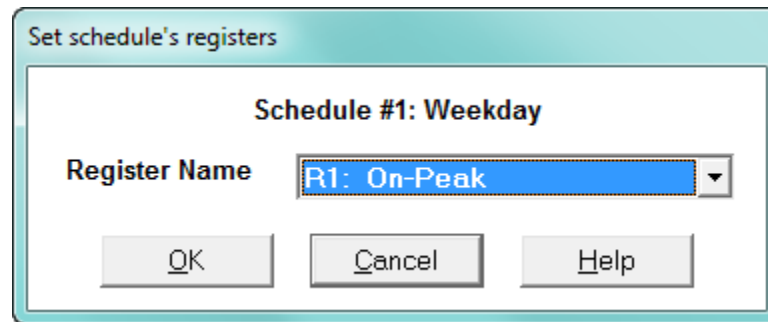 Set schedule's registers
Schedule #1: Weekday
Register Name R1: On-Peak
OK Cancel Help